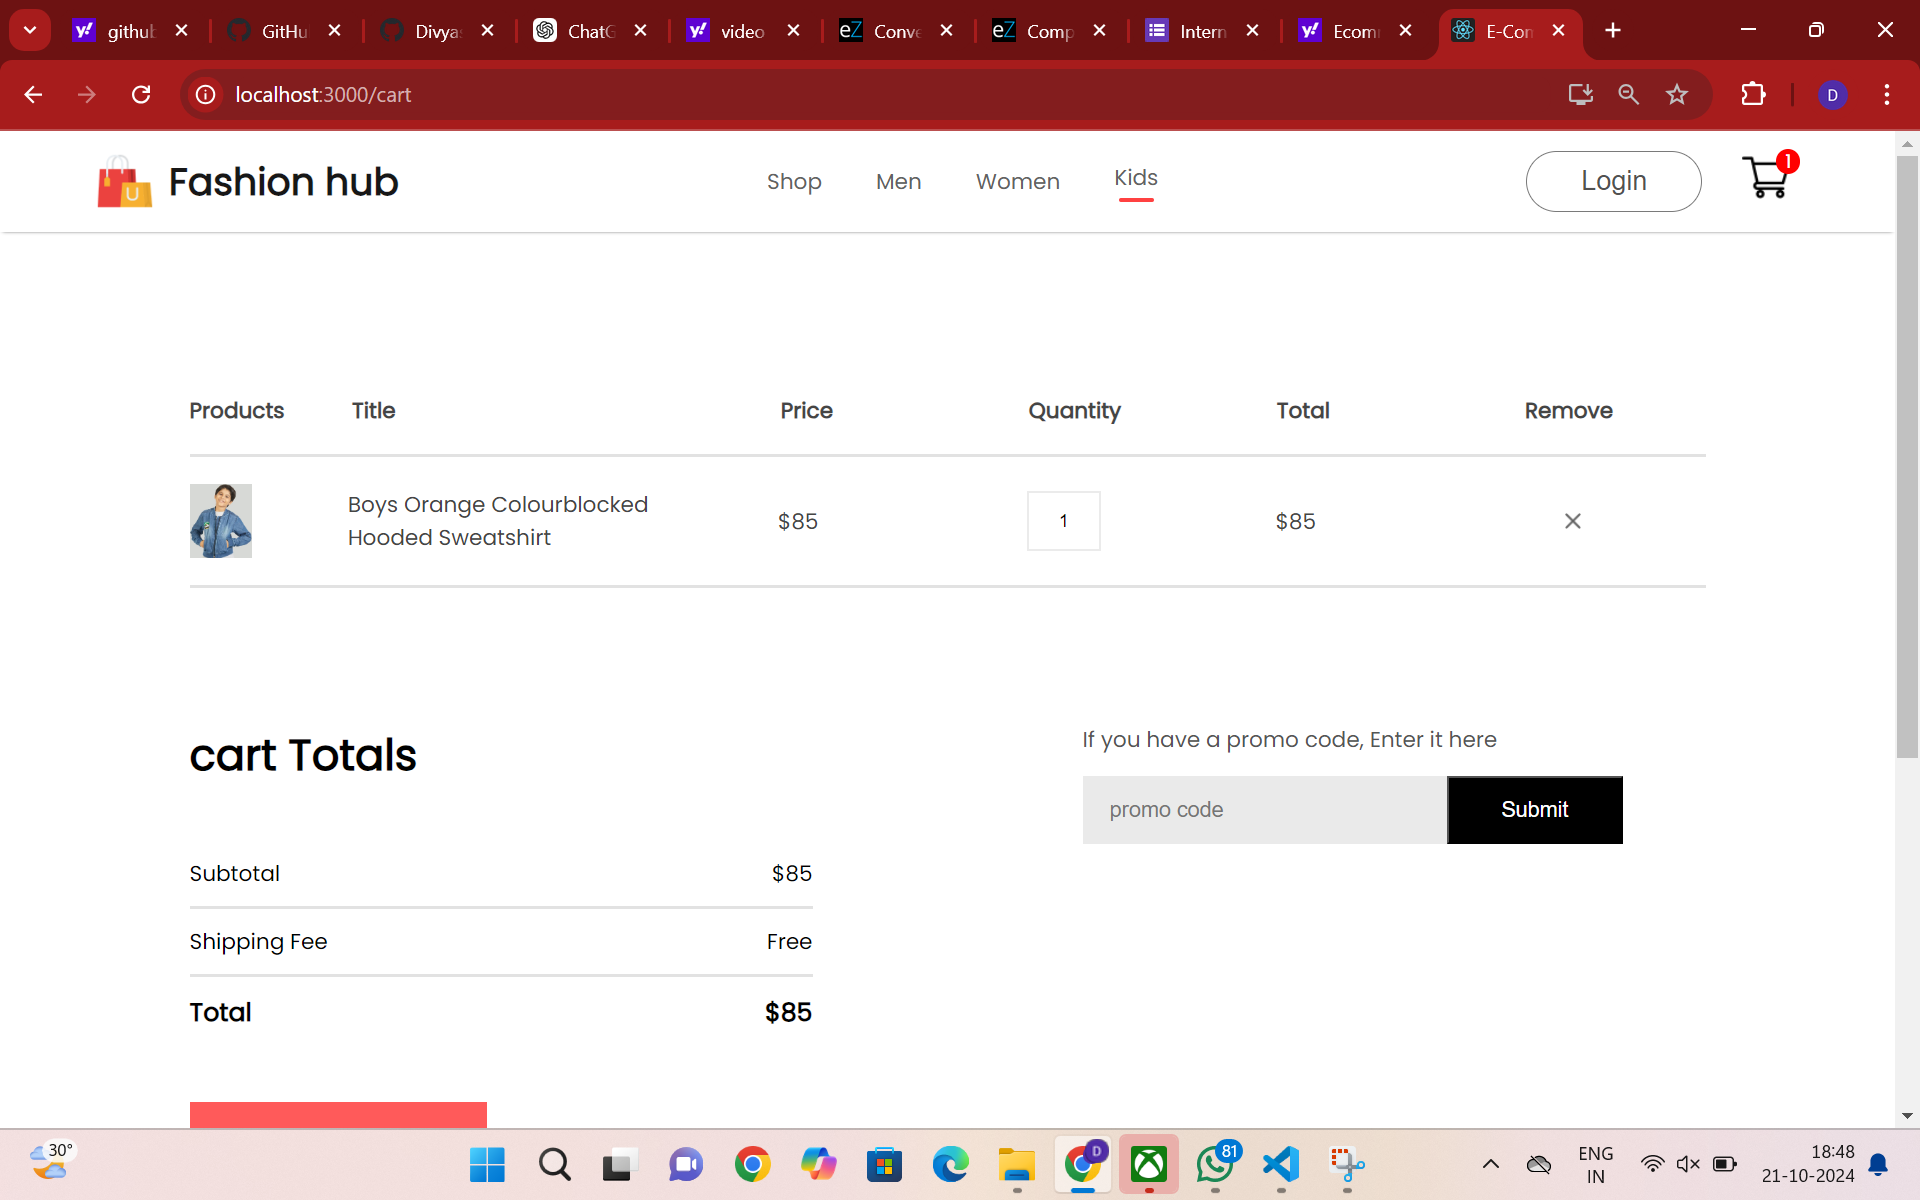 github
GitHu
Divya
ChatG
video
Conve
Comp
Intern
Ecom
E-Con
localhost:3000/cart
D
U
Fashion hub
Shop
Men
Women
Kids
Login
1
Products
Title
Price
Quantity
Total
Remove
Boys Orange Colourblocked
Hooded Sweatshirt
$85
1
$85
cart Totals
Subtotal
$85
Shipping Fee
Free
Total
$85
If you have a promo code, Enter it here
promo code
Submit
30°
D
81
ENG
IN
18:48
21-10-2024